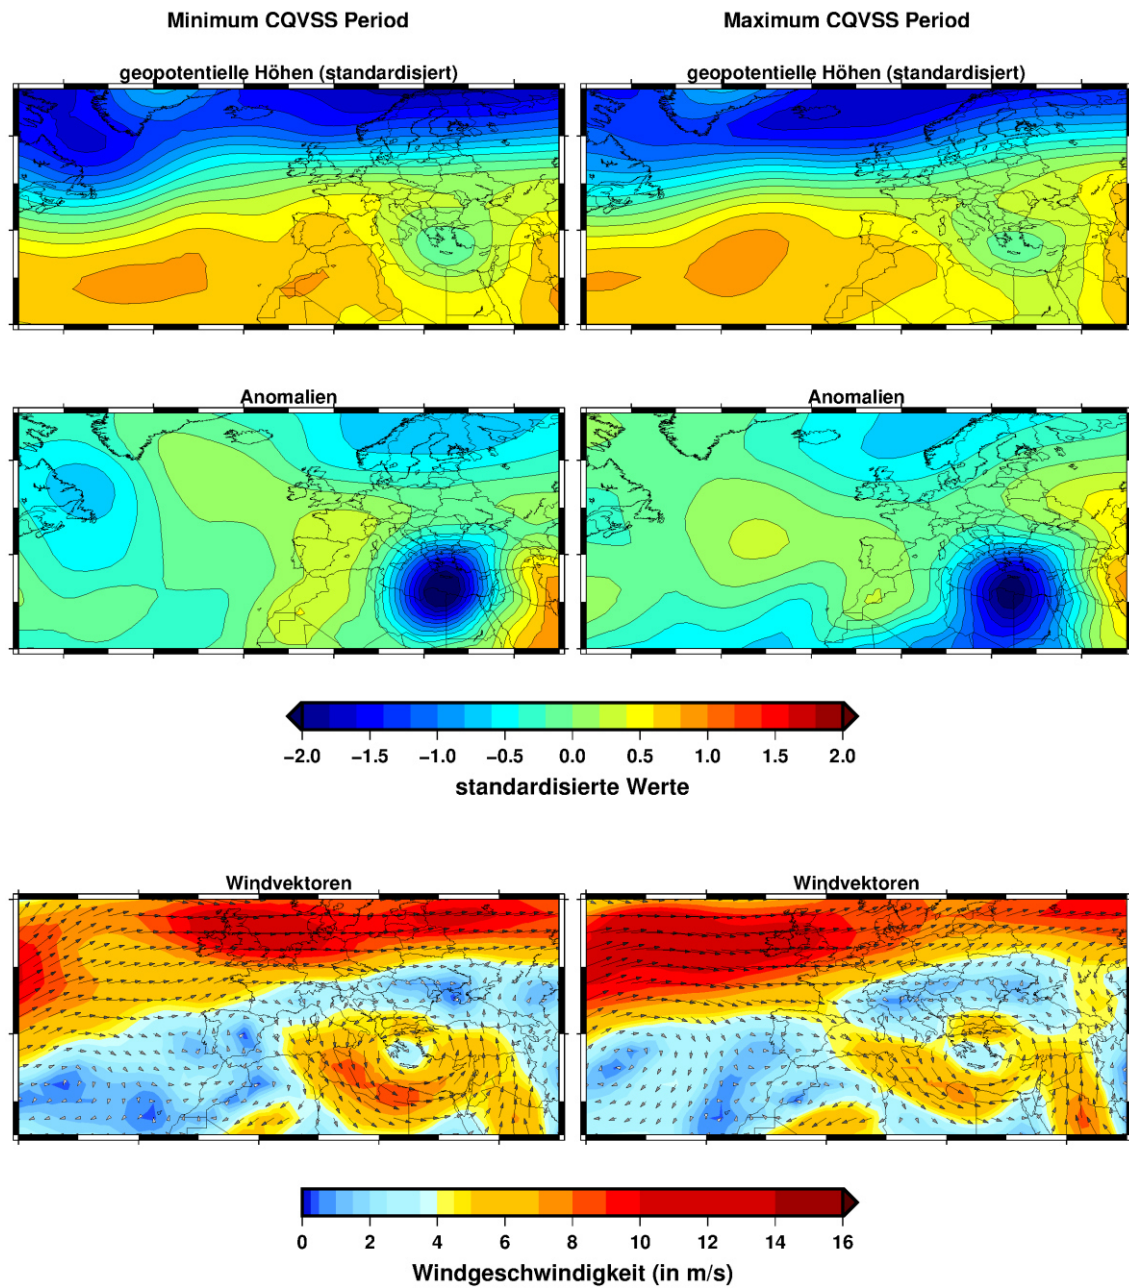 Minimum CQVSS Period
Maximum CQVSS Period
geopotentielle Höhen (standardisiert)
geopotentielle Höhen (standardisiert)
Anomalien
Anomalien
−2.0 −1.5 −1.0 −0.5 0.0 0.5 1.0 1.5 2.0
standardisierte Werte
Windvektoren
Windvektoren
0 2 4 6 8 10 12 14 16
Windgeschwindigkeit (in m/s)